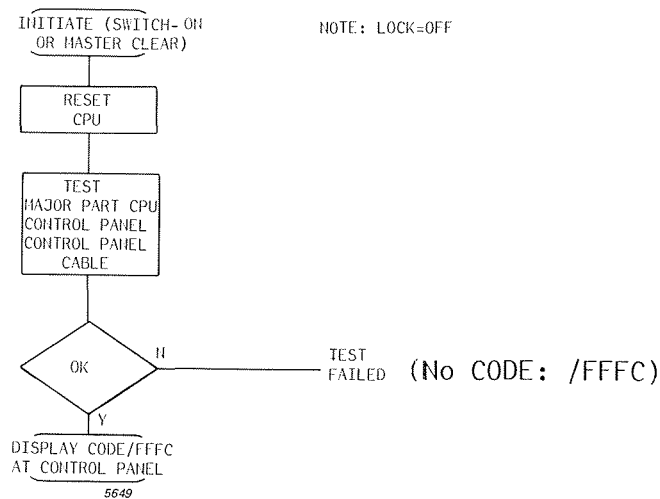 INITIATE (SWITCH-ON
OR MASTER CLEAR)
NOTE: LOCK=OFF
RESET
CPU
TEST
MAJOR PART CPU
CONTROL PANEL
CONTROL PANEL
CABLE
OK
N
TEST
FAILED (No CODE: /FFFC)
Y
DISPLAY CODE/FFFC
AT CONTROL PANEL
5649